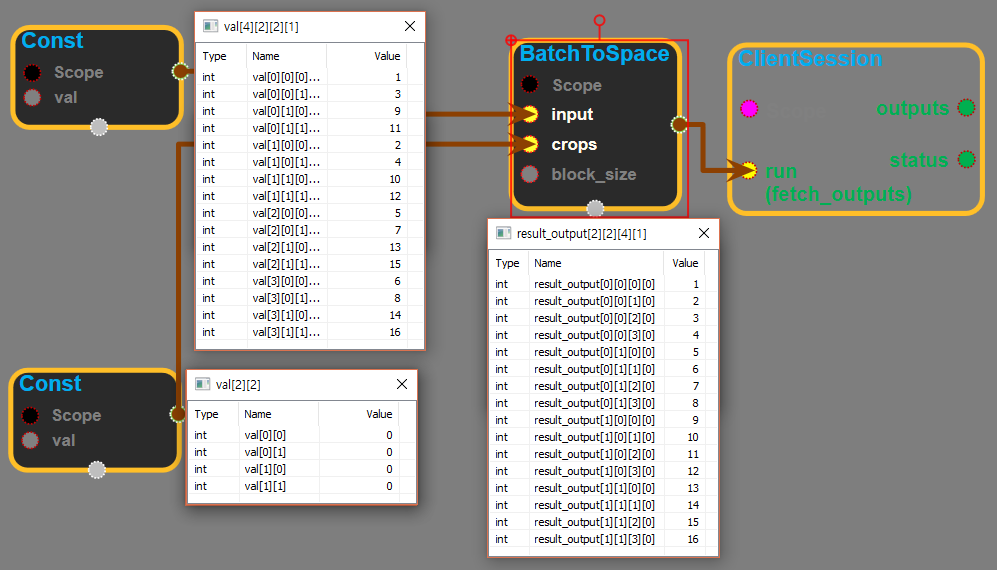 Const
Scope
val
val[4][2][2][1]
Type Name Value
int val[0][0][0]... 1
int val[0][0][1]... 3
int val[0][1][0]... 9
int val[0][1][1]... 11
int val[1][0][0]... 2
int val[1][0][1]... 4
int val[1][1][0]... 10
int val[1][1][1]... 12
int val[2][0][0]... 5
int val[2][0][1]... 7
int val[2][1][0]... 13
int val[2][1][1]... 15
int val[3][0][0]... 6
int val[3][0][1]... 8
int val[3][1][0]... 14
int val[3][1][1]... 16
BatchToSpace
Scope
input
crops
block_size
ClientSession
outputs
status
run
(fetch_outputs)
Const
Scope
val
val[2][2]
Type Name Value
int val[0][0] 0
int val[0][1] 0
int val[1][0] 0
int val[1][1] 0
result_output[2][2][4][1]
Type Name Value
int result_output[0][0][0][0] 1
int result_output[0][0][1][0] 2
int result_output[0][0][2][0] 3
int result_output[0][0][3][0] 4
int result_output[0][1][0][0] 5
int result_output[0][1][1][0] 6
int result_output[0][1][2][0] 7
int result_output[0][1][3][0] 8
int result_output[1][0][0][0] 9
int result_output[1][0][1][0] 10
int result_output[1][0][2][0] 11
int result_output[1][0][3][0] 12
int result_output[1][1][0][0] 13
int result_output[1][1][1][0] 14
int result_output[1][1][2][0] 15
int result_output[1][1][3][0] 16